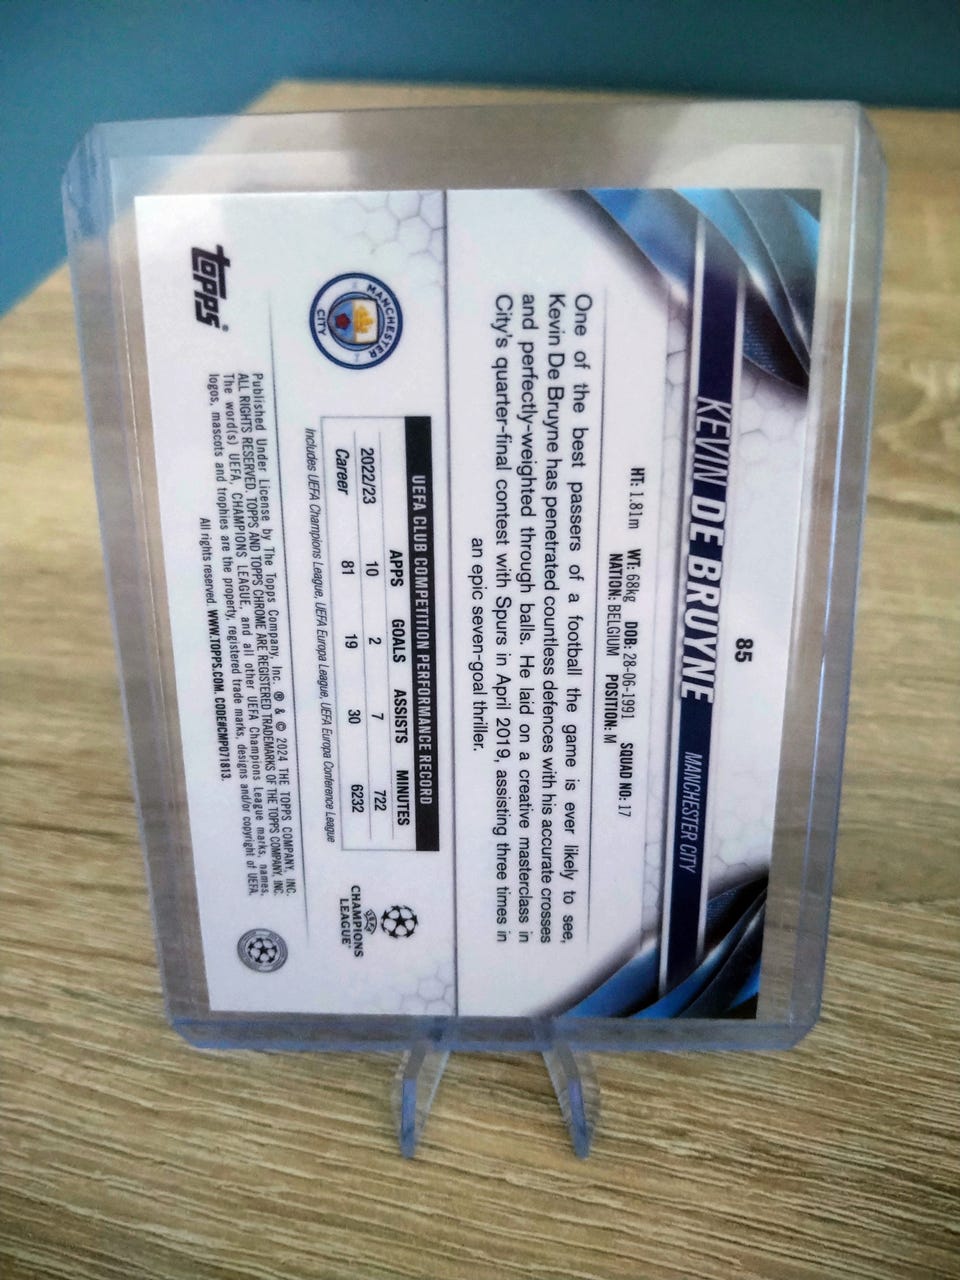 85
KEVIN DE BRUYNE MANCHESTER CITY
HT: 1.81m WT: 68kg DOB: 28-06-1991 SQUAD NO: 17
NATION: BELGIUM POSITION: M
One of the best passers of a football the game is ever likely to see,
Kevin De Bruyne has penetrated countless defences with his accurate crosses
and perfectly-weighted through balls. He laid on a creative masterclass in
City's quarter-final contest with Spurs in April 2019, assisting three times in
an epic seven-goal thriller.
MANCHESTER
CITY
UEFA CLUB COMPETITION PERFORMANCE RECORD
APPS GOALS ASSISTS MINUTES
2022/23 10 2 7 722
Career 81 19 30 6232
Includes UEFA Champions League, UEFA Europa League, UEFA Europa Conference League
UEFA
CHAMPIONS
LEAGUE®
topps®
Published Under License by The Topps Company, Inc. ® & © 2024 THE TOPPS COMPANY, INC.
ALL RIGHTS RESERVED. TOPPS AND TOPPS CHROME ARE REGISTERED TRADEMARKS OF THE TOPPS COMPANY, INC.
The word(s) UEFA, CHAMPIONS LEAGUE, and all other UEFA Champions League marks, names,
logos, mascots and trophies are the property, registered trade marks, designs and/or copyright of UEFA.
All rights reserved. WWW.TOPPS.COM. CODE#CMP071813.